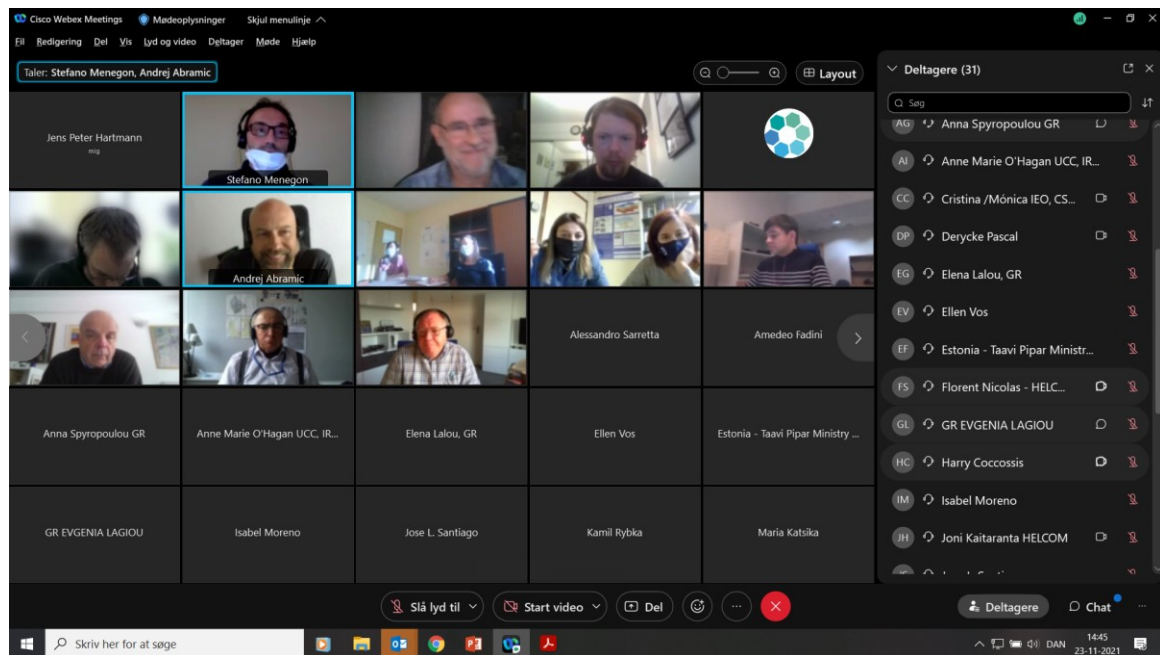 Cisco Webex Meetings
Mødeoplysninger
Skjul menulinje
Fil Redigering Del Vis Lyd og video Deltager Møde Hjælp
Taler: Stefano Menegon, Andrej Abramic
Layout
Jens Peter Hartmann
mig
Stefano Menegon
Andrej Abramic
Alessandro Sarretta
Amedeo Fadini
Anna Spyropoulou GR
Anne Marie O'Hagan UCC, IR...
Elena Lalou, GR
Ellen Vos
Estonia - Taavi Pipar Ministry ...
GR EVGENIA LAGIOU
Isabel Moreno
Jose L. Santiago
Kamil Rybka
Maria Katsika
Deltagere (31)
Søg
AG Anna Spyropoulou GR
AI Anne Marie O'Hagan UCC, IR...
CC Cristina /Mónica IEO, CS...
DP Derycke Pascal
EG Elena Lalou, GR
EV Ellen Vos
EF Estonia - Taavi Pipar Ministr...
FS Florent Nicolas - HELC...
GL GR EVGENIA LAGIOU
HC Harry Coccossis
IM Isabel Moreno
JH Joni Kaitaranta HELCOM
Slå lyd til
Start video
Del
Deltagere
Chat
Skriv her for at søge
DAN
14:45
23-11-2021